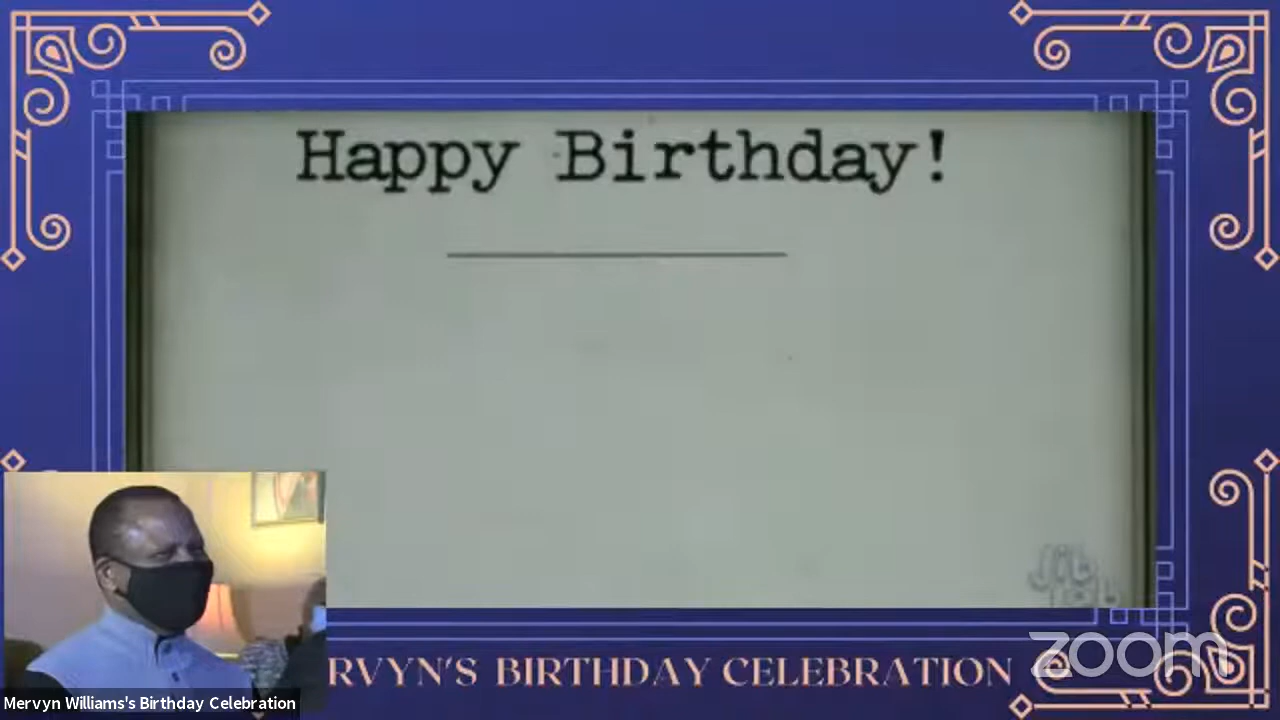 Happy Birthday!
RVYN'S BIRTHDAY CELEBRATION
zoom
Mervyn Williams's Birthday Celebration